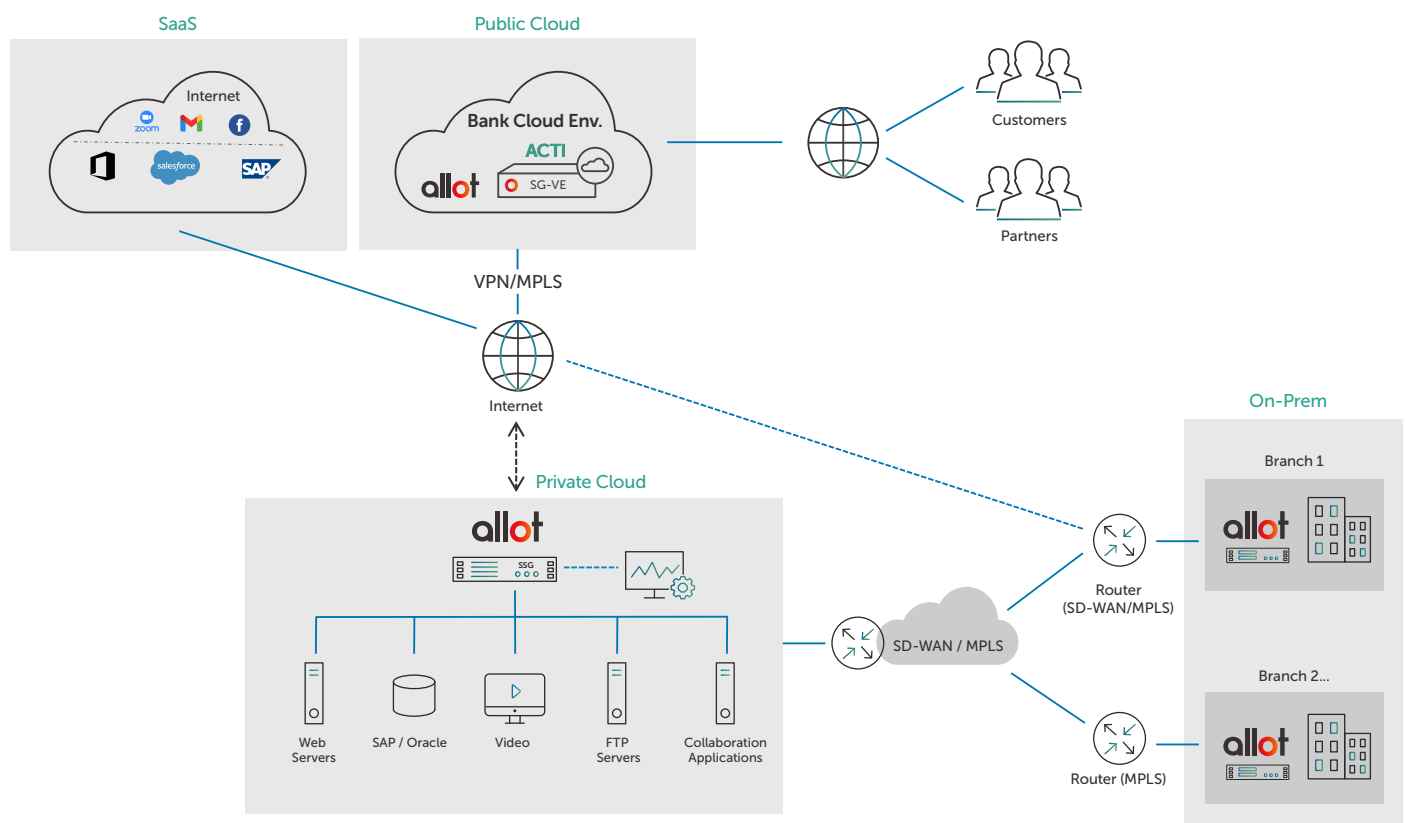 SaaS
Public Cloud
Internet
zoom
f
salesforce
SAP
Bank Cloud Env.
ACTI
allot
SG-VE
Customers
Partners
VPN/MPLS
Internet
On-Prem
Branch 1
allot
Private Cloud
allot
SSG
Router
(SD-WAN/MPLS)
SD-WAN / MPLS
Branch 2...
allot
Web
Servers
SAP / Oracle
Video
FTP
Servers
Collaboration
Applications
Router (MPLS)